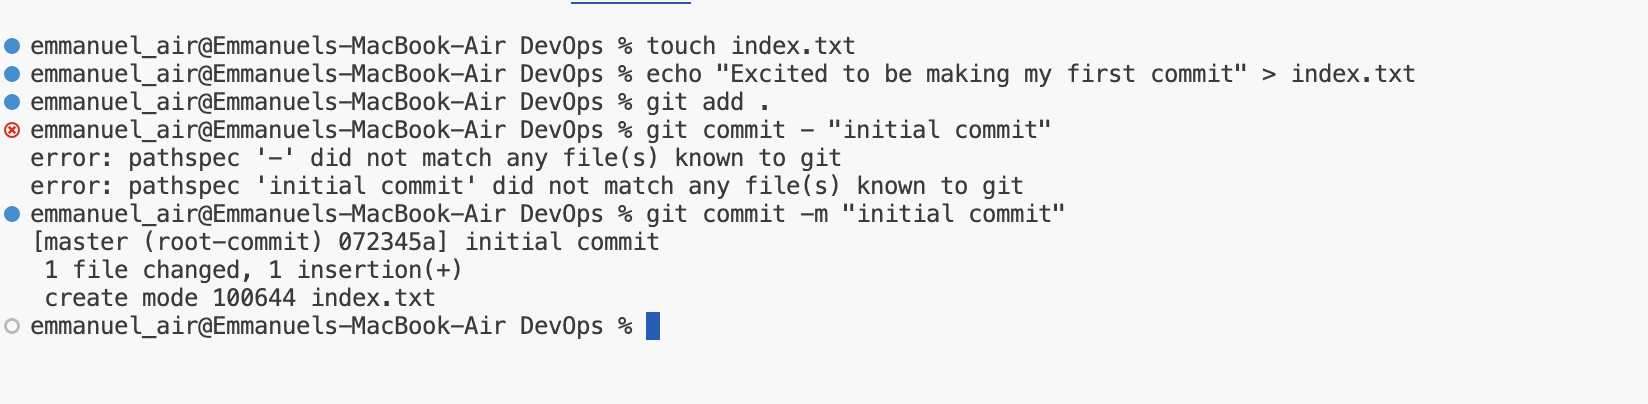 emmanuel_air@Emmanuels-MacBook-Air DevOps % touch index.txt
emmanuel_air@Emmanuels-MacBook-Air DevOps % echo "Excited to be making my first commit" > index.txt
emmanuel_air@Emmanuels-MacBook-Air DevOps % git add .
emmanuel_air@Emmanuels-MacBook-Air DevOps % git commit - "initial commit"
error: pathspec '-' did not match any file(s) known to git
error: pathspec 'initial commit' did not match any file(s) known to git
emmanuel_air@Emmanuels-MacBook-Air DevOps % git commit -m "initial commit"
[master (root-commit) 072345a] initial commit
 1 file changed, 1 insertion(+)
 create mode 100644 index.txt
emmanuel_air@Emmanuels-MacBook-Air DevOps %